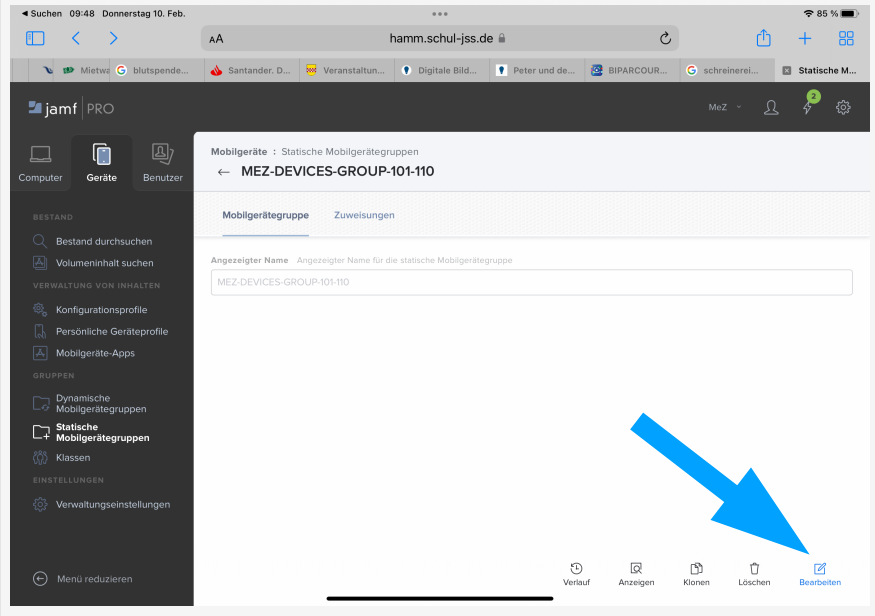 Suchen 09:48 Donnerstag 10. Feb.
85 %
AA hamm.schul-jss.de
Mietw blutspende... Santander. D... Veranstaltun... Digitale Bild... Peter und de... BIPARCOUR... schreinerei... Statische M...
jamf PRO
MeZ
2
Computer Geräte Benutzer
Mobilgeräte : Statische Mobilgerätegruppen
← MEZ-DEVICES-GROUP-101-110
Mobilgerätegruppe Zuweisungen
Angezeigter Name Angezeigter Name für die statische Mobilgerätegruppe
MEZ-DEVICES-GROUP-101-110
BESTAND
Bestand durchsuchen
Volumeninhalt suchen
VERWALTUNG VON INHALTEN
Konfigurationsprofile
Persönliche Geräteprofile
Mobilgeräte-Apps
GRUPPEN
Dynamische
Mobilgerätegruppen
Statische
Mobilgerätegruppen
Klassen
EINSTELLUNGEN
Verwaltungseinstellungen
Menü reduzieren
Verlauf Anzeigen Klonen Löschen Bearbeiten